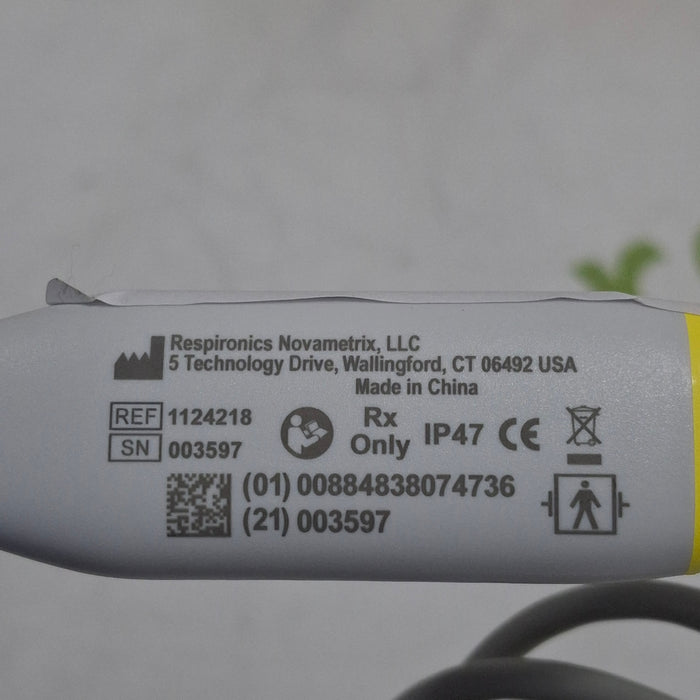 Respironics Novametrix, LLC
5 Technology Drive, Wallingford, CT 06492 USA
Made in China
REF 1124218
SN 003597
Rx Only
IP47
CE
(01) 00884838074736
(21) 003597